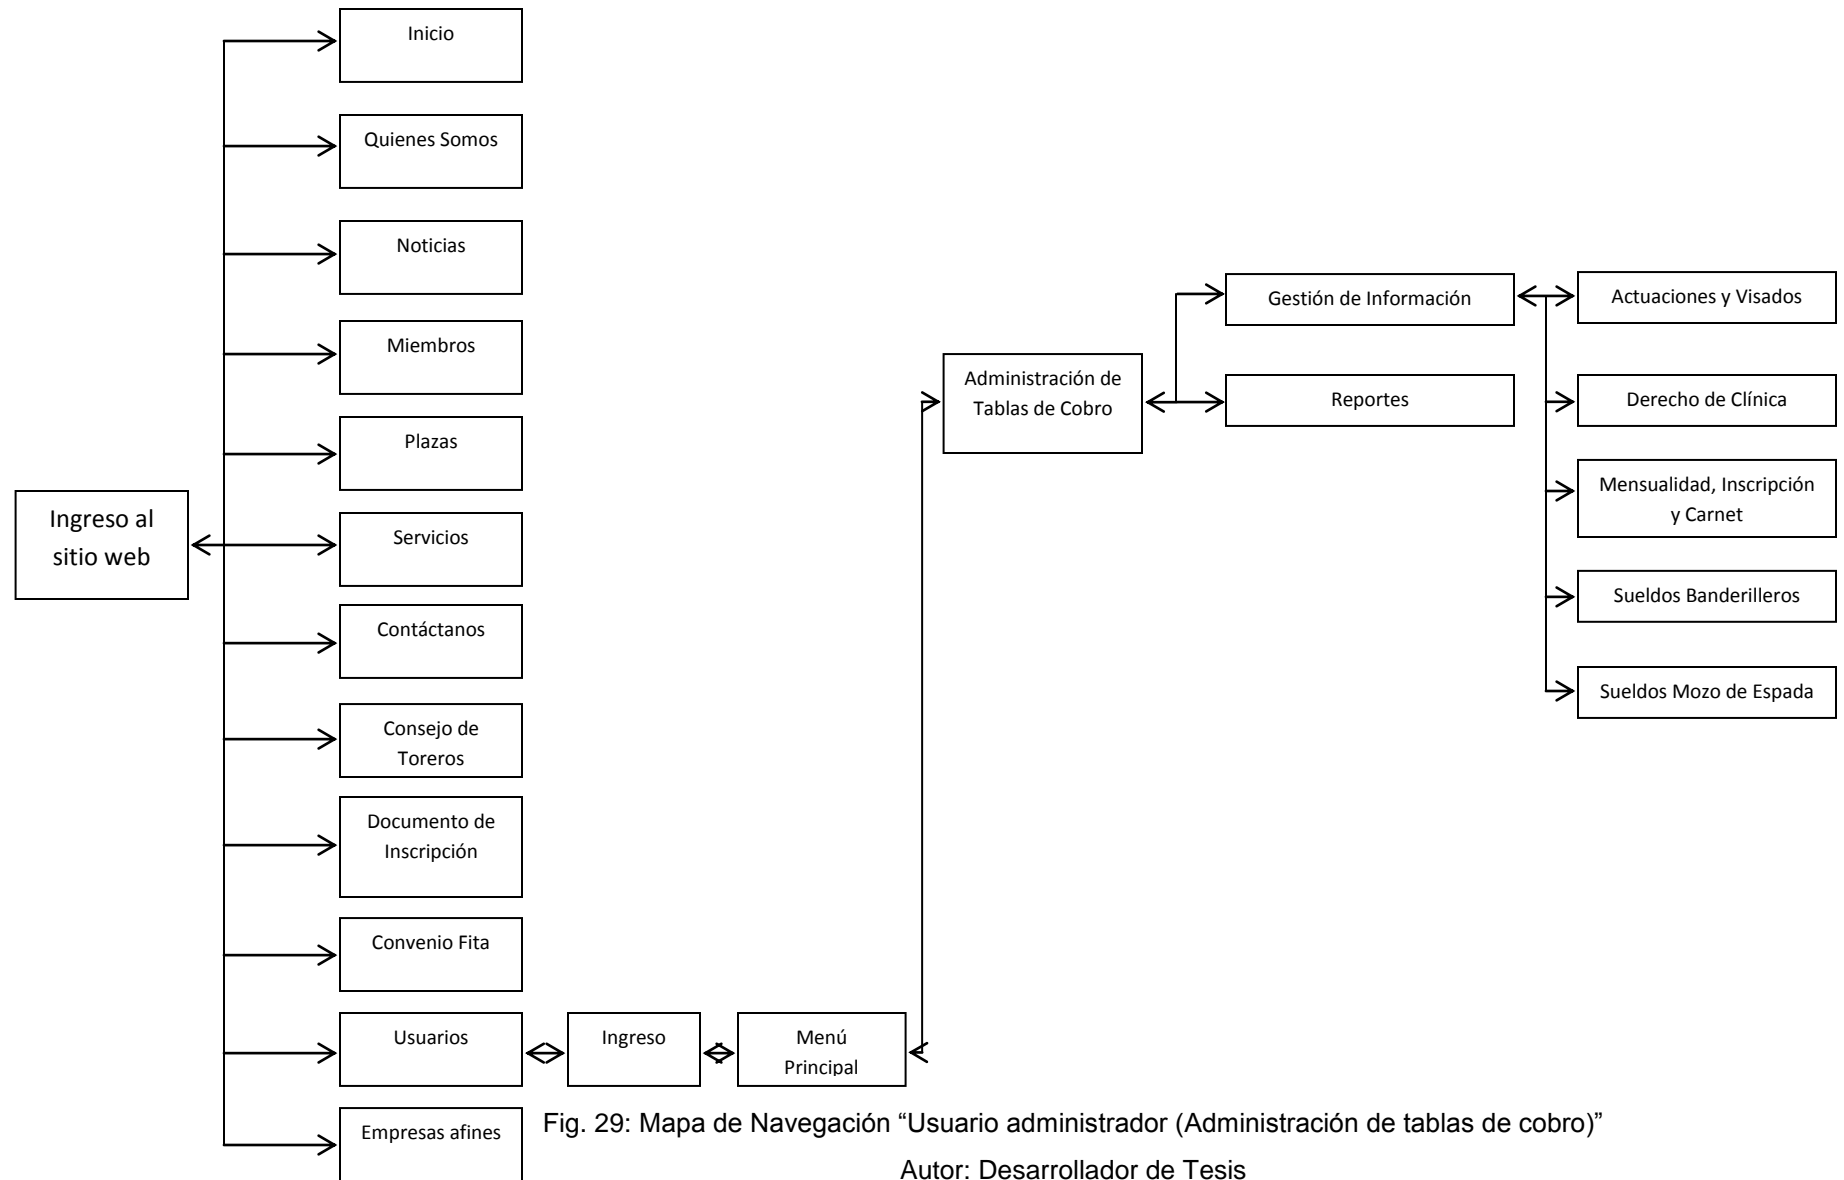 Inicio
Quienes Somos
Noticias
Miembros
Plazas
Ingreso al
sitio web
Servicios
Contáctanos
Consejo de
Toreros
Documento de
Inscripción
Convenio Fita
Usuarios
Ingreso
Menú
Principal
Empresas afines
Administración de
Tablas de Cobro
Gestión de Información
Reportes
Actuaciones y Visados
Derecho de Clínica
Mensualidad, Inscripción
y Carnet
Sueldos Banderilleros
Sueldos Mozo de Espada
Fig. 29: Mapa de Navegación “Usuario administrador (Administración de tablas de cobro)”
Autor: Desarrollador de Tesis